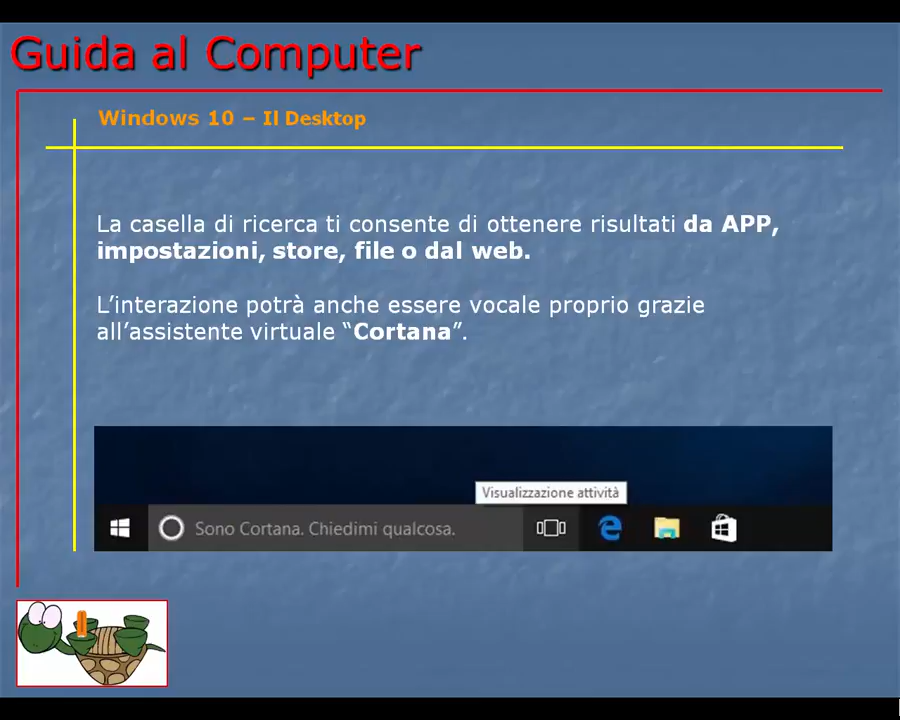 Guida al Computer
Windows 10 – Il Desktop
La casella di ricerca ti consente di ottenere risultati da APP,
impostazioni, store, file o dal web.
L’interazione potrà anche essere vocale proprio grazie
all’assistente virtuale “Cortana”.
Visualizzazione attività
Sono Cortana. Chiedimi qualcosa.